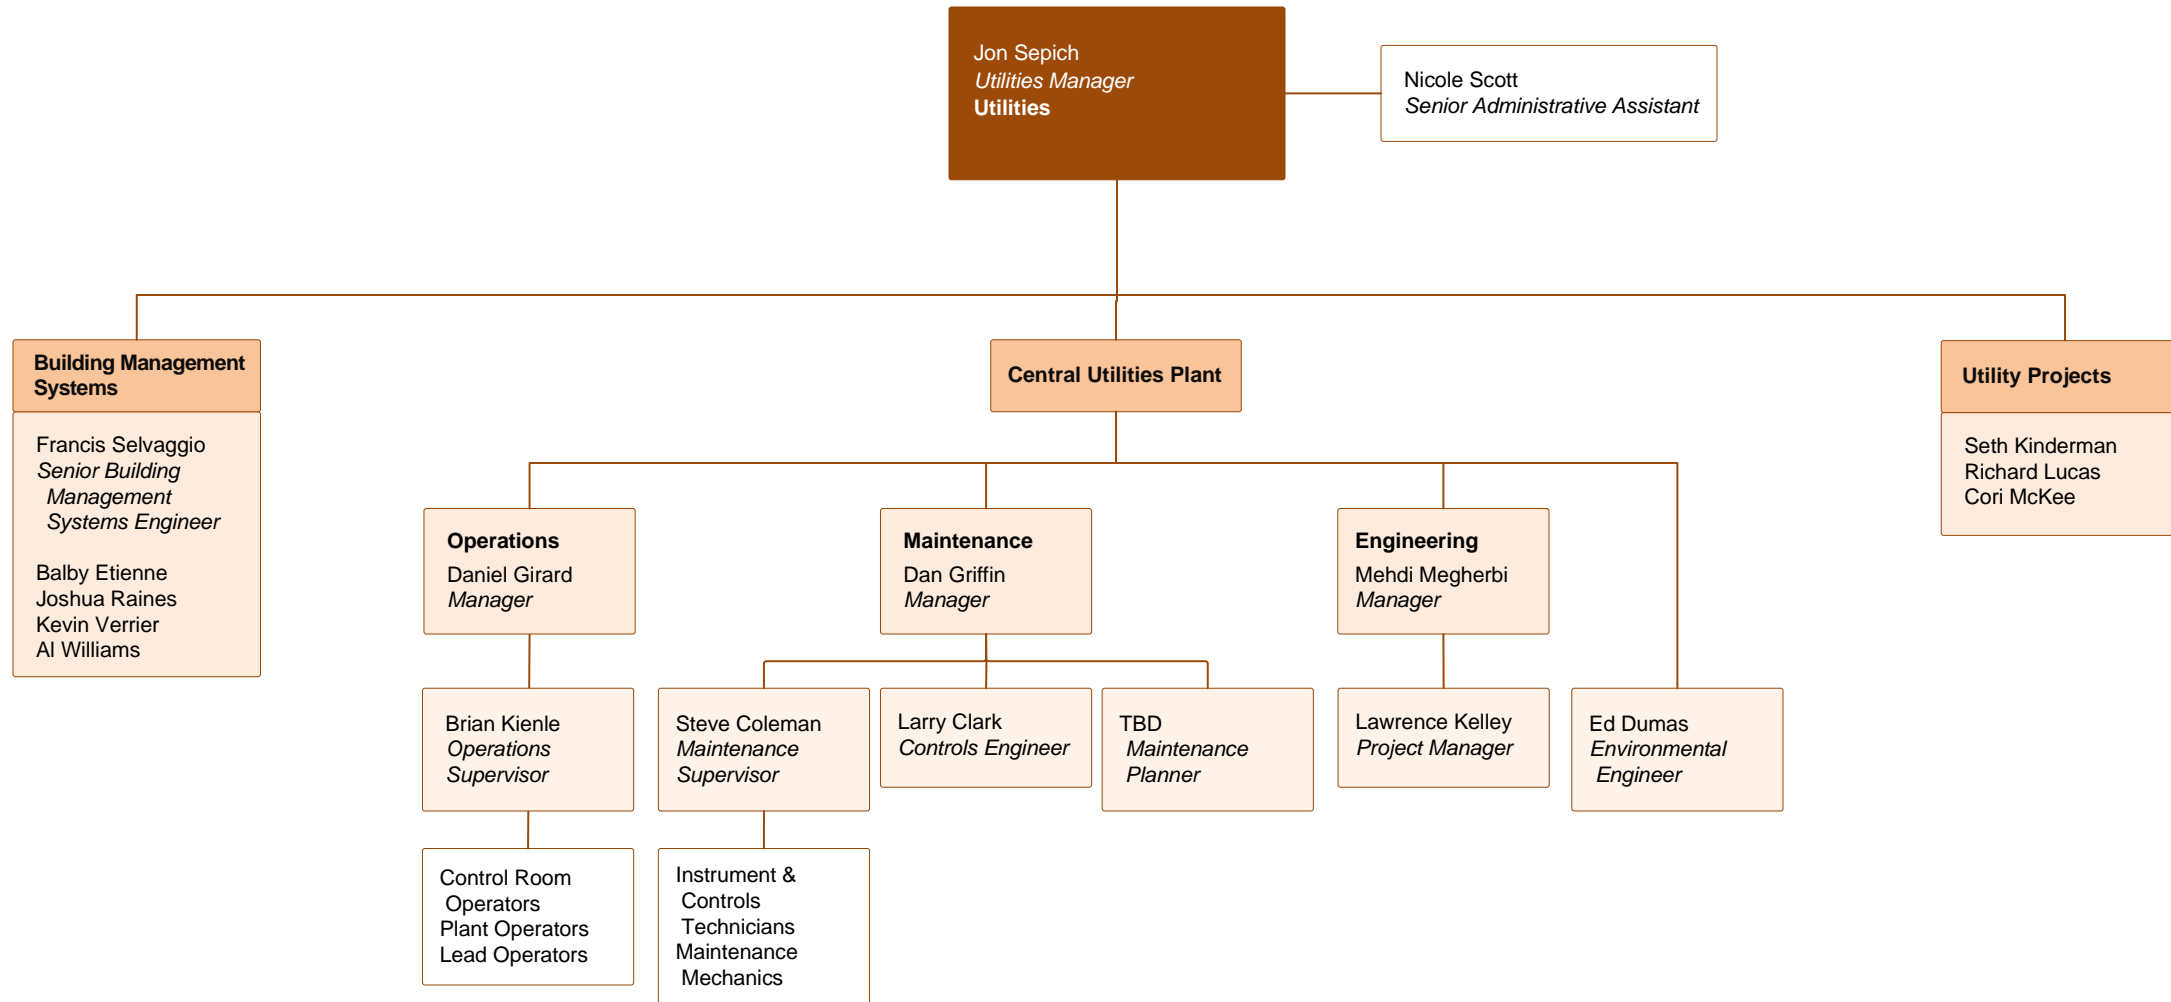 Jon Sepich
Utilities Manager
Utilities
Nicole Scott
Senior Administrative Assistant
Building Management
Systems
Francis Selvaggio
Senior Building
Management
Systems Engineer
Balby Etienne
Joshua Raines
Kevin Verrier
Al Williams
Central Utilities Plant
Utility Projects
Seth Kinderman
Richard Lucas
Cori McKee
Operations
Daniel Girard
Manager
Maintenance
Dan Griffin
Manager
Engineering
Mehdi Megherbi
Manager
Brian Kienle
Operations
Supervisor
Steve Coleman
Maintenance
Supervisor
Larry Clark
Controls Engineer
TBD
Maintenance
Planner
Lawrence Kelley
Project Manager
Ed Dumas
Environmental
Engineer
Control Room
Operators
Plant Operators
Lead Operators
Instrument &
Controls
Technicians
Maintenance
Mechanics